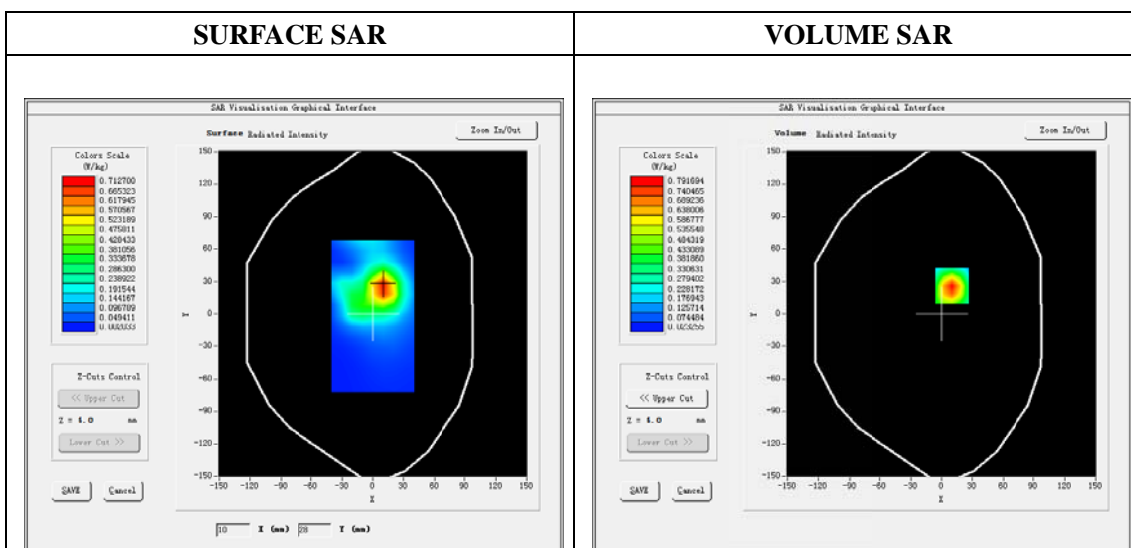 SURFACE SAR
SAR Visualisation Graphical Interface
Surface Radiated Intensity
Zoom In/Out
Colors Scale
(W/kg)
0.712700
0.665323
0.617945
0.570567
0.523189
0.475811
0.428433
0.381056
0.333678
0.286300
0.238922
0.191544
0.144167
0.096789
0.049411
0.002033
150
120
90
60
30
0
-30
-60
-90
-120
-150
Y
-150 -120 -90 -60 -30 0 30 60 90 120 150
X
Z-Cuts Control
<< Upper Cut
Z = 4.0 mm
Lower Cut >>
SAVE Cancel
10 X (mm) 28 Y (mm)
VOLUME SAR
SAR Visualisation Graphical Interface
Volume Radiated Intensity
Zoom In/Out
Colors Scale
(W/kg)
0.791694
0.740465
0.689236
0.638006
0.586777
0.535548
0.484319
0.433089
0.381860
0.330631
0.279402
0.228172
0.176943
0.125714
0.074484
0.023255
150
120
90
60
30
0
-30
-60
-90
-120
-150
Y
-150 -120 -90 -60 -30 0 30 60 90 120 150
X
Z-Cuts Control
<< Upper Cut
Z = 4.0 mm
Lower Cut >>
SAVE Cancel